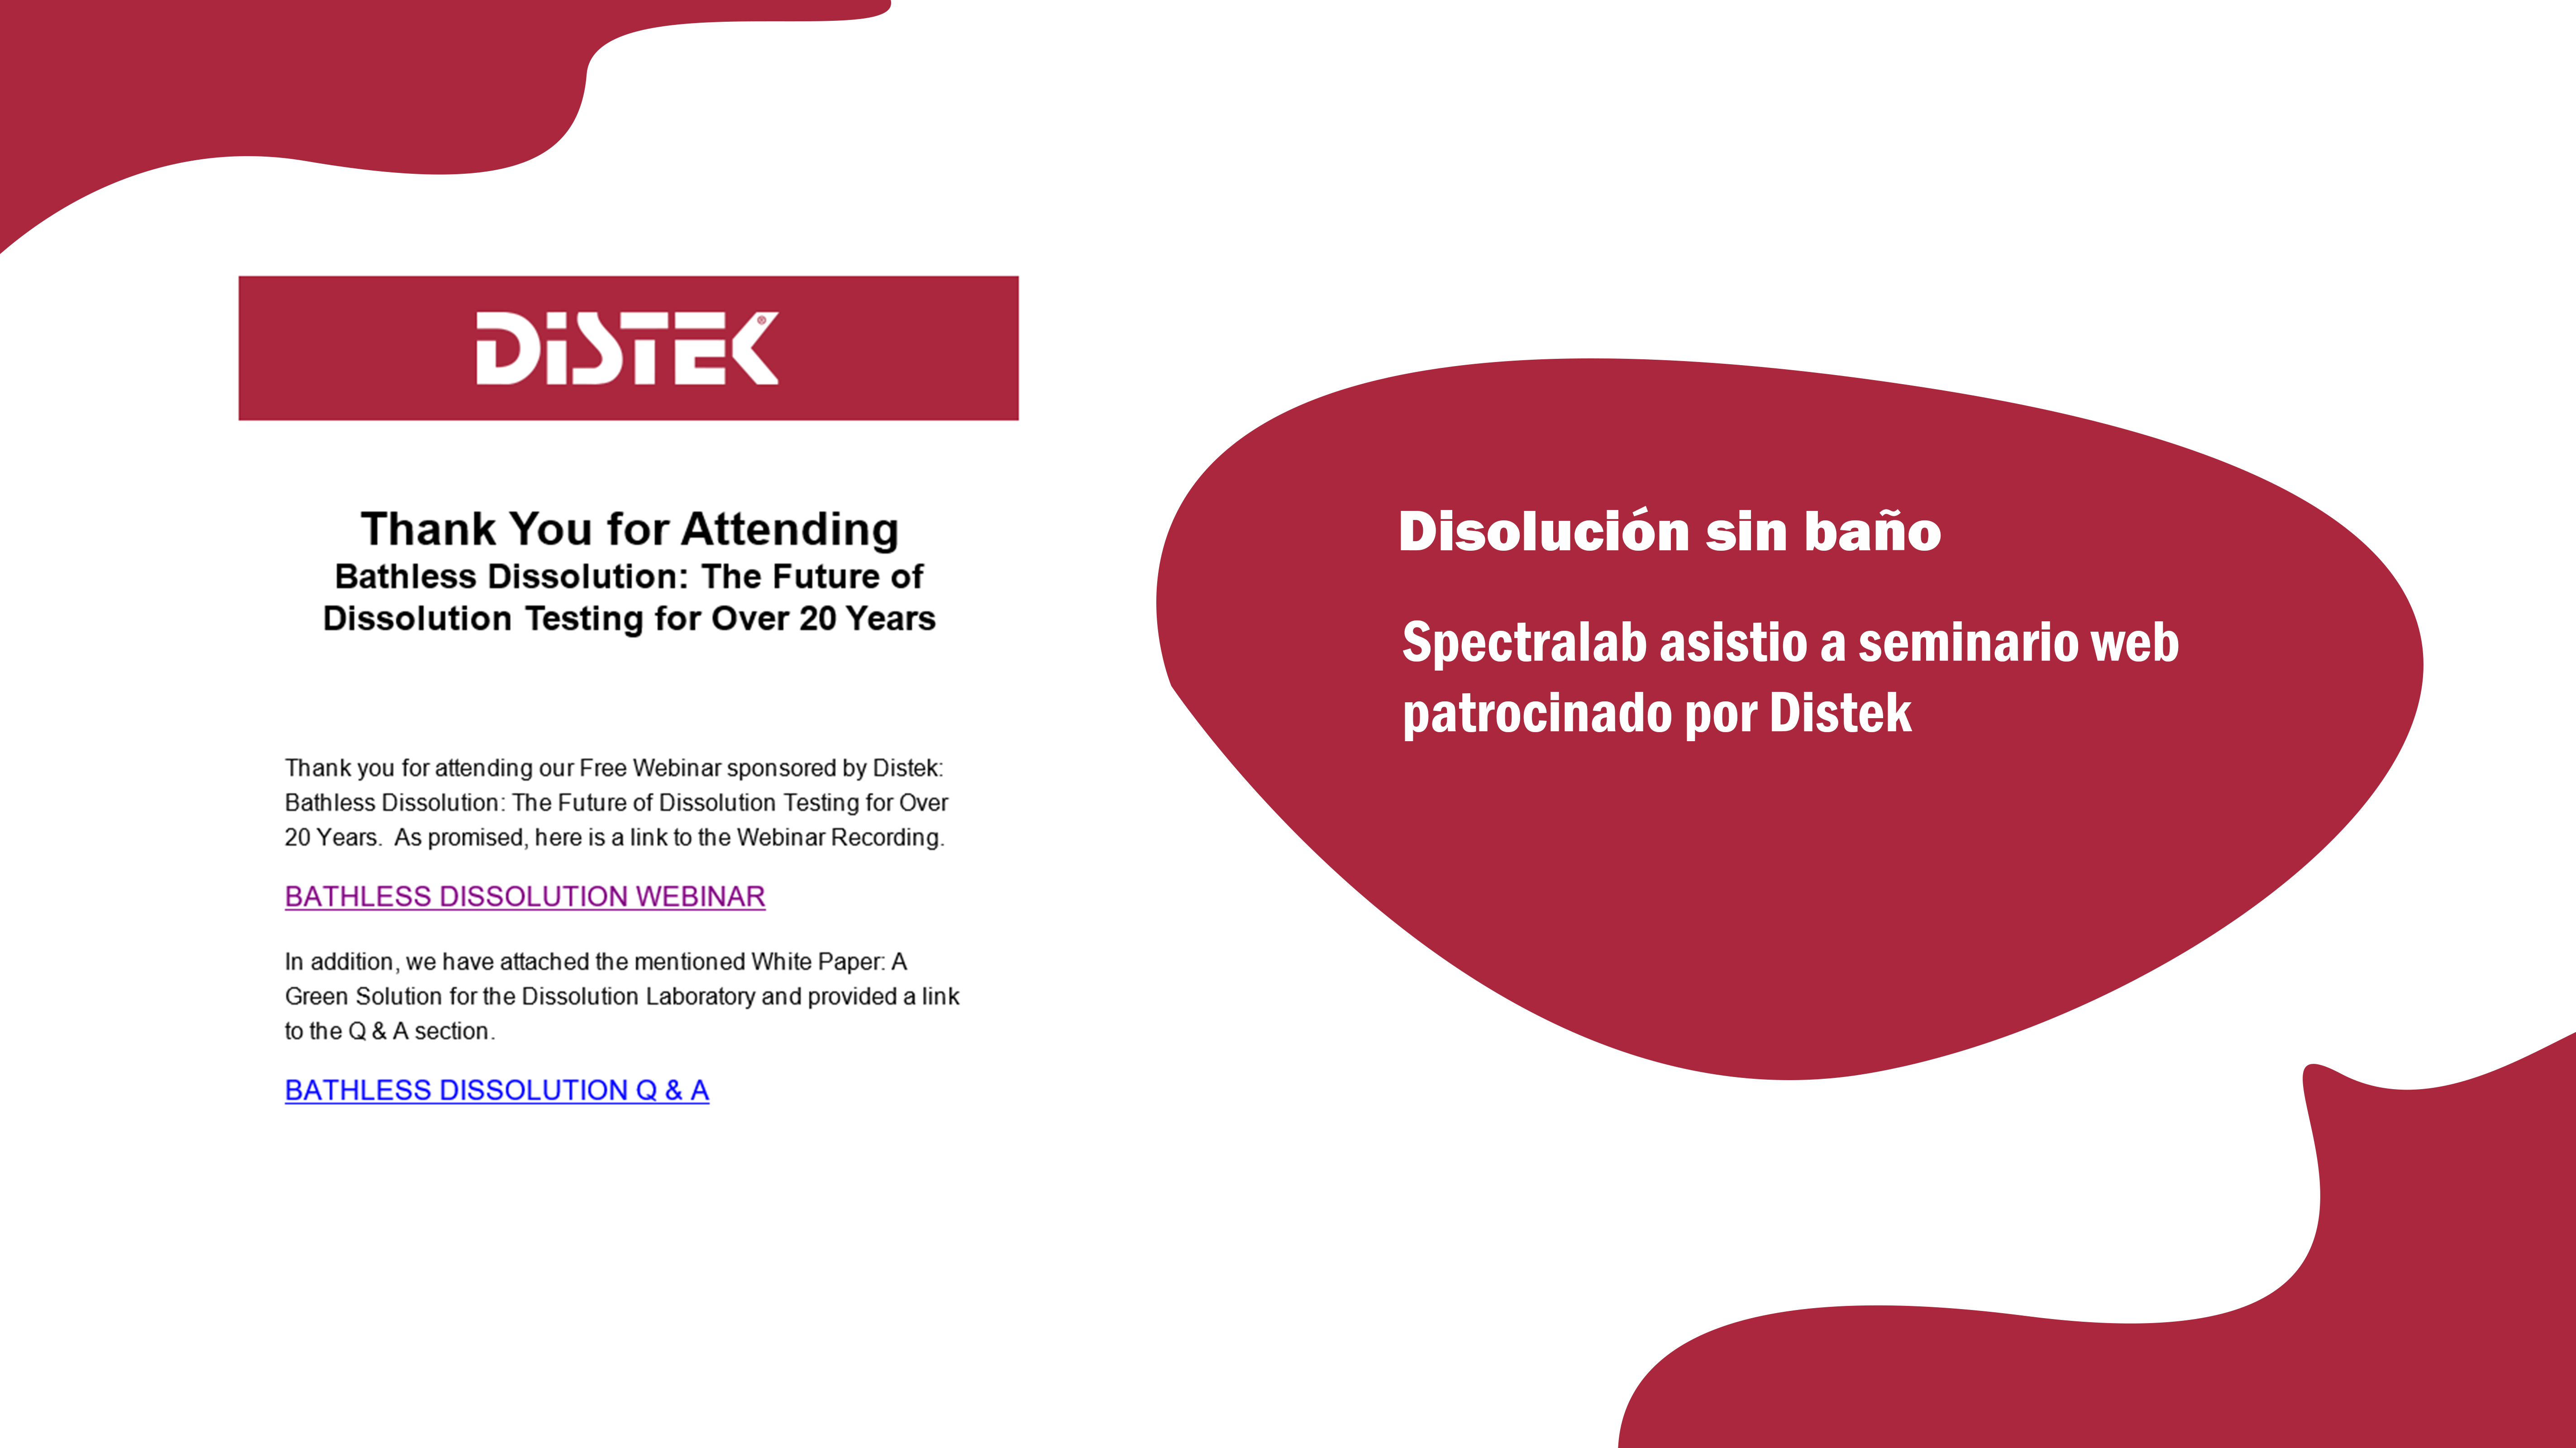 DiSTEK®
Thank You for Attending
Bathless Dissolution: The Future of
Dissolution Testing for Over 20 Years
Thank you for attending our Free Webinar sponsored by Distek:
Bathless Dissolution: The Future of Dissolution Testing for Over
20 Years.  As promised, here is a link to the Webinar Recording.
BATHLESS DISSOLUTION WEBINAR
In addition, we have attached the mentioned White Paper: A
Green Solution for the Dissolution Laboratory and provided a link
to the Q & A section.
BATHLESS DISSOLUTION Q & A
Disolución sin baño
Spectralab asistio a seminario web
patrocinado por Distek